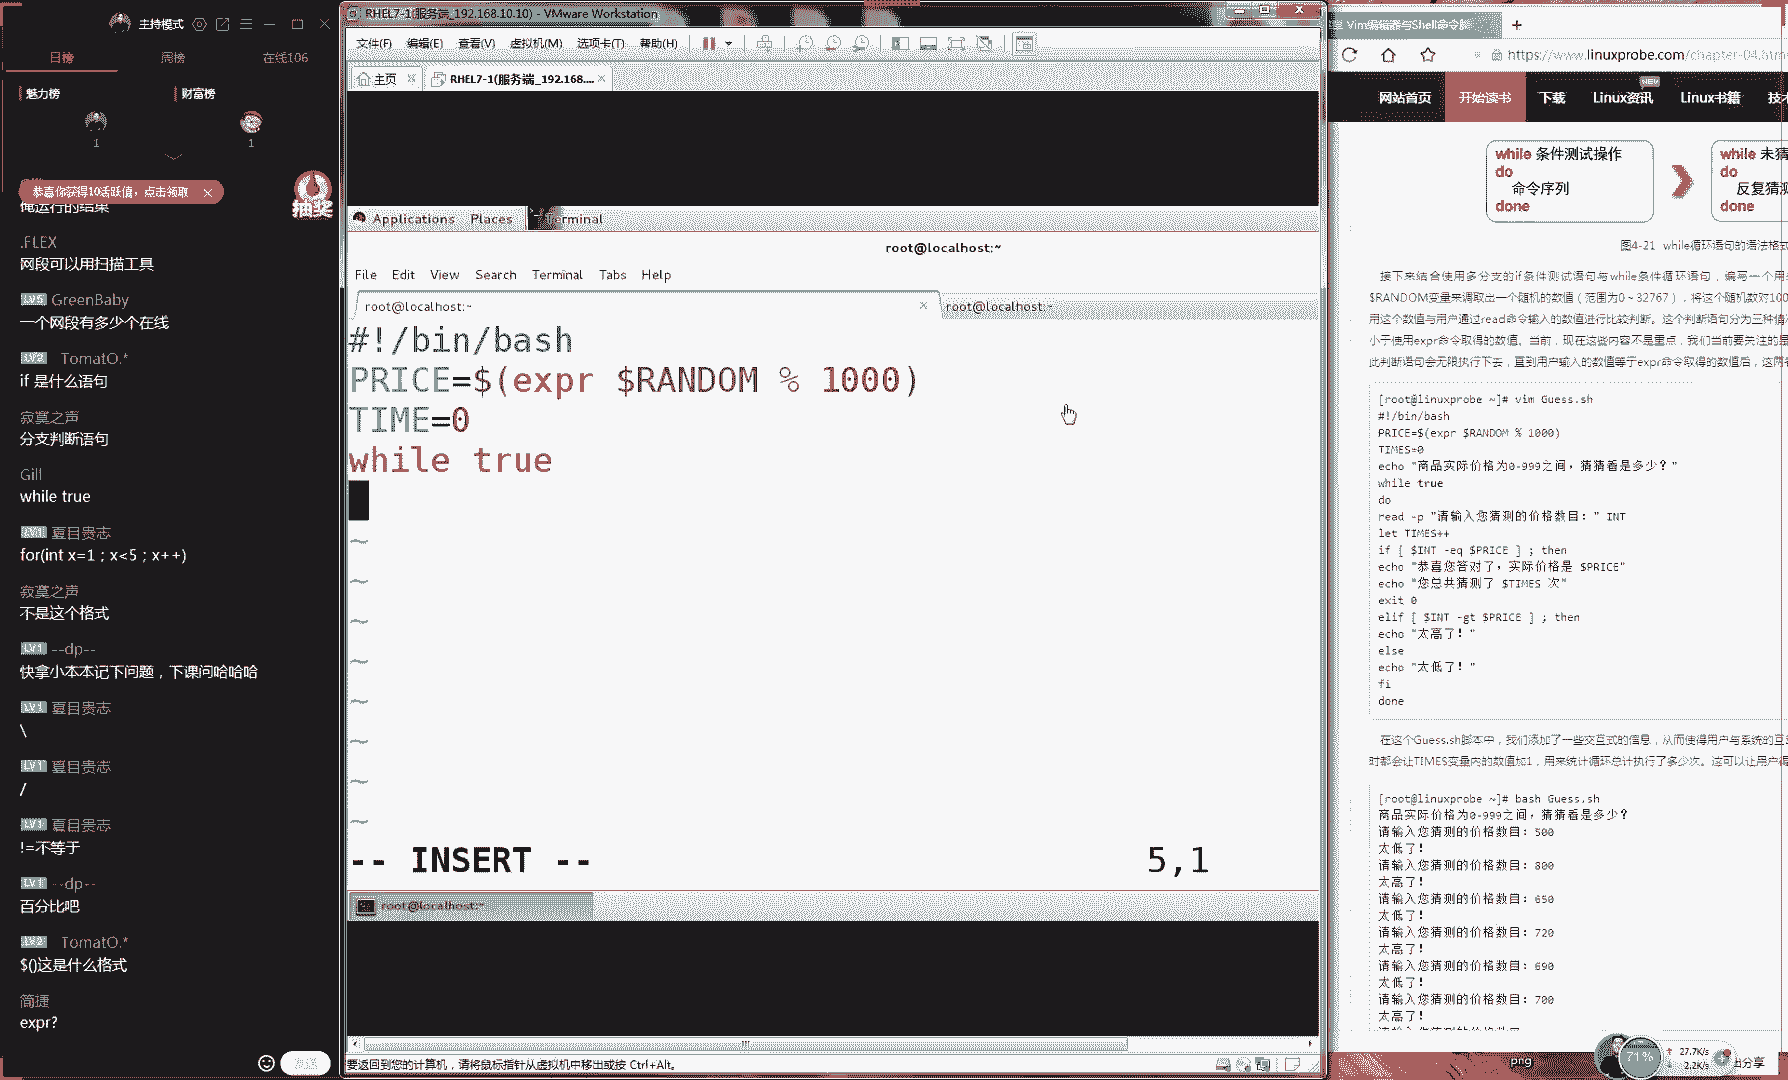 主持模式
日榜 周榜 在线106
魅力榜 财富榜
1 1
恭喜你获得10活跃值，点击领取
抽奖
俺运行的结果
.FLEX
网段可以用扫描工具
LV5 GreenBaby
一个网段有多少个在线
LV2 TomatO.*
if 是什么语句
寂寞之声
分支判断语句
Gill
while true
LV1 夏目贵志
for(int x=1；x<5；x++)
寂寞之声
不是这个格式
LV1 --dp--
快拿小本本记下问题，下课问哈哈哈
LV1 夏目贵志
\
LV1 夏目贵志
/
LV1 夏目贵志
!=不等于
LV1 --dp--
百分比吧
LV2 TomatO.*
$()这是什么格式
简捷
expr?
RHEL7-1(服务端_192.168.10.10) - VMware Workstation
文件(F) 编辑(E) 查看(V) 虚拟机(M) 选项卡(T) 帮助(H)
主页 RHEL7-1(服务端_192.168....
Applications Places Terminal
root@localhost:~
File Edit View Search Terminal Tabs Help
root@localhost:~ root@localhost:~
#!/bin/bash
PRICE=$(expr $RANDOM % 1000)
TIME=0
while true
~
~
~
~
~
~
~
~
-- INSERT -- 5,1
root@localhost:~
要返回到您的计算机，请将鼠标指针从虚拟机中移出或按 Ctrl+Alt。
Vim编辑器与Shell命令脚
https://www.linuxprobe.com/chapter-04.htm
网站首页 开始读书 下载 Linux资讯 Linux书籍 技
NEW
while 条件测试操作
do
命令序列
done
while 未猜
do
反复猜测
done
图4-21 while循环语句的语法格式
接下来结合使用多分支的if条件测试语句与while条件循环语句，编写一个用
$RANDOM变量来调取出一个随机的数值（范围为0～32767），将这个随机数对100
用这个数值与用户通过read命令输入的数值进行比较判断。这个判断语句分为三种情
小于使用expr命令取得的数值。当前，现在这些内容不是重点，我们当前要关注的是
此判断语句会无限执行下去，直到用户输入的数值等于expr命令取得的数值后，这两
[root@linuxprobe ~]# vim Guess.sh
#!/bin/bash
PRICE=$(expr $RANDOM % 1000)
TIMES=0
echo "商品实际价格为0-999之间，猜猜看是多少？"
while true
do
read -p "请输入您猜测的价格数目：" INT
let TIMES++
if [ $INT -eq $PRICE ] ; then
echo "恭喜您答对了，实际价格是 $PRICE"
echo "您总共猜测了 $TIMES 次"
exit 0
elif [ $INT -gt $PRICE ] ; then
echo "太高了！"
else
echo "太低了！"
fi
done
在这个Guess.sh脚本中，我们添加了一些交互式的信息，从而使得用户与系统的互
时都会让TIMES变量内的数值加1，用来统计循环总计执行了多少次。这可以让用户得
[root@linuxprobe ~]# bash Guess.sh
商品实际价格为0-999之间，猜猜看是多少？
请输入您猜测的价格数目：500
太低了！
请输入您猜测的价格数目：800
太高了！
请输入您猜测的价格数目：650
太低了！
请输入您猜测的价格数目：720
太高了！
请输入您猜测的价格数目：690
太低了！
请输入您猜测的价格数目：700
太高了！
png
71%
27.7K/s
2.2K/s
分享